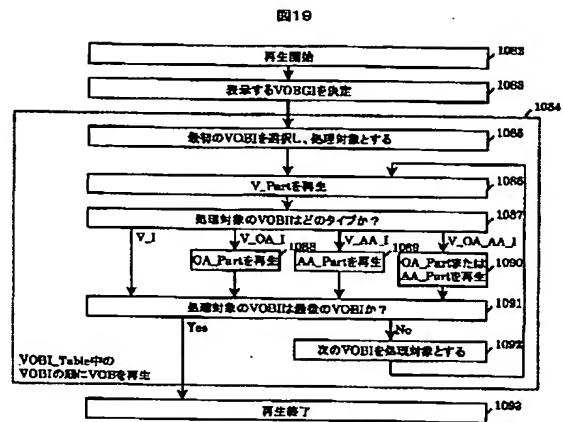 図19
再生開始
1082
表示するVOBGIを決定
1083
1084
最初のVOBIを選択し、処理対象とする
1085
V_Partを再生
1086
処理対象のVOBIはどのタイプか?
1087
V_I
V_OA_I
V_AA_I
V_OA_AA_I
OA_Partを再生
1088
AA_Partを再生
1089
OA_Partまたは
AA_Partを再生
1090
処理対象のVOBIは最後のVOBIか?
1091
Yes
No
次のVOBIを処理対象とする
1092
VOBI_Table中の
VOBIの順にVOBを再生
再生終了
1093